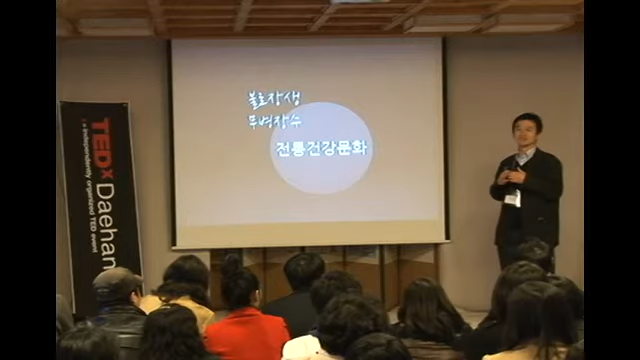 불로장생
무병장수
전통건강문화
TEDx
Daehan
x = independently organized TED event